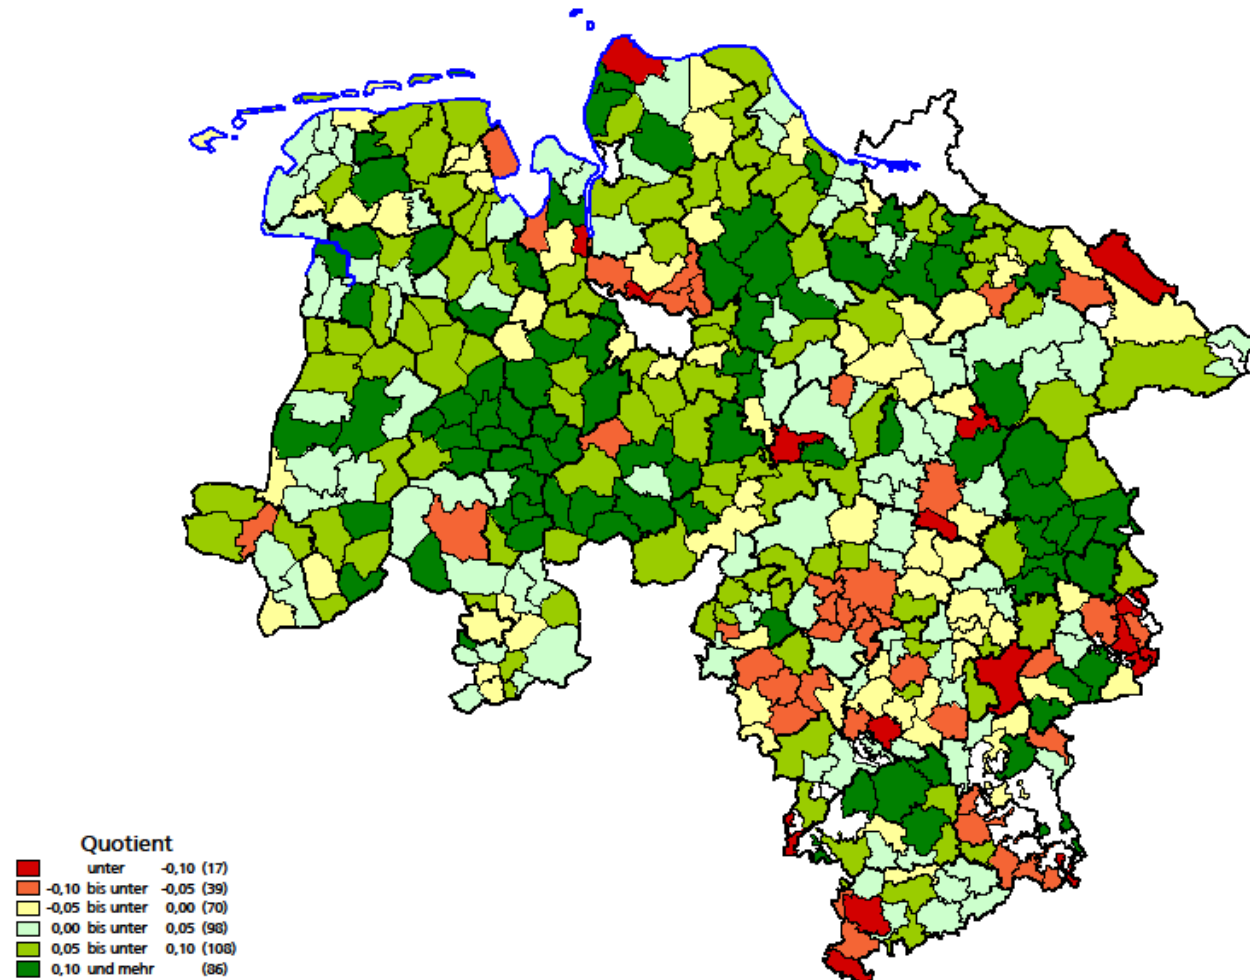 Quotient
unter -0,10 (17)
-0,10 bis unter -0,05 (39)
-0,05 bis unter 0,00 (70)
0,00 bis unter 0,05 (98)
0,05 bis unter 0,10 (108)
0,10 und mehr (86)